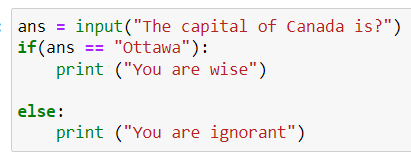 ans = input("The capital of Canada is?")
if(ans == "Ottawa"):
    print ("You are wise")
else:
    print ("You are ignorant")